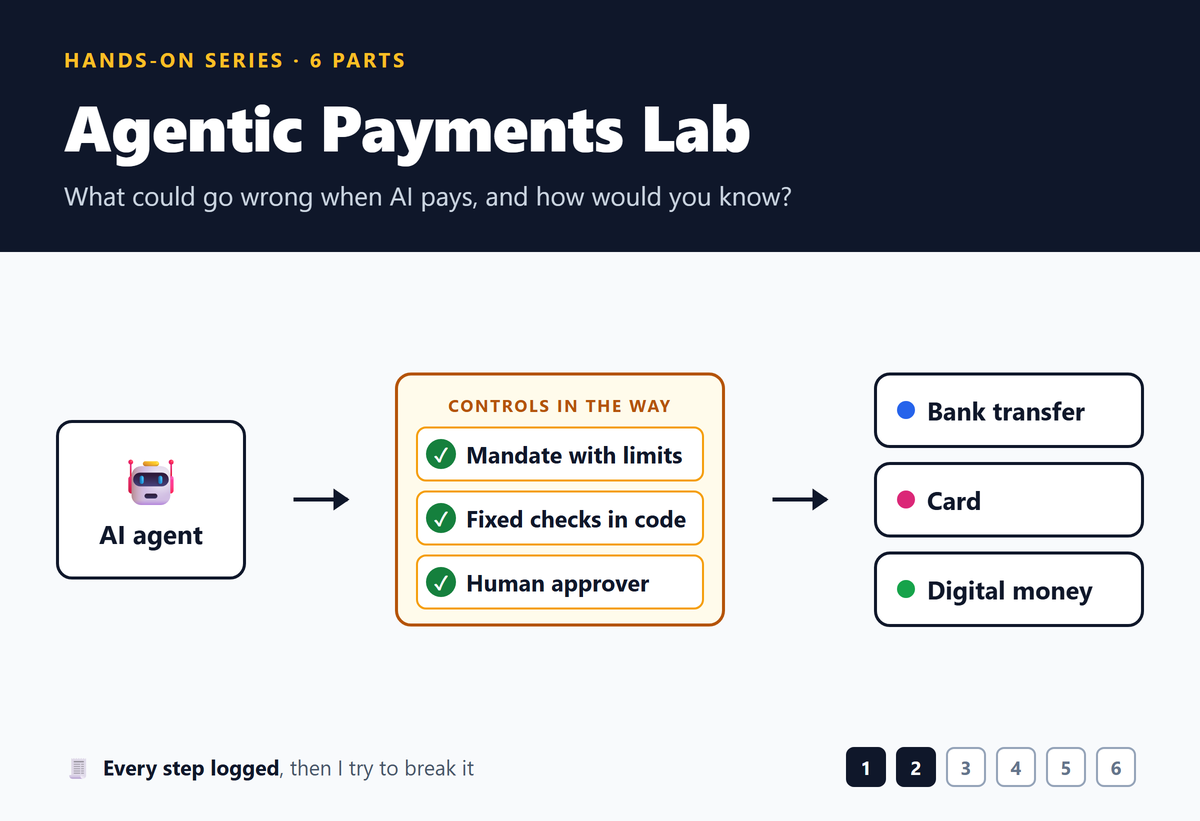 HANDS-ON SERIES · 6 PARTS
Agentic Payments Lab
What could go wrong when AI pays, and how would you know?
AI agent
CONTROLS IN THE WAY
Mandate with limits
Fixed checks in code
Human approver
Bank transfer
Card
Digital money
Every step logged, then I try to break it
1 2 3 4 5 6